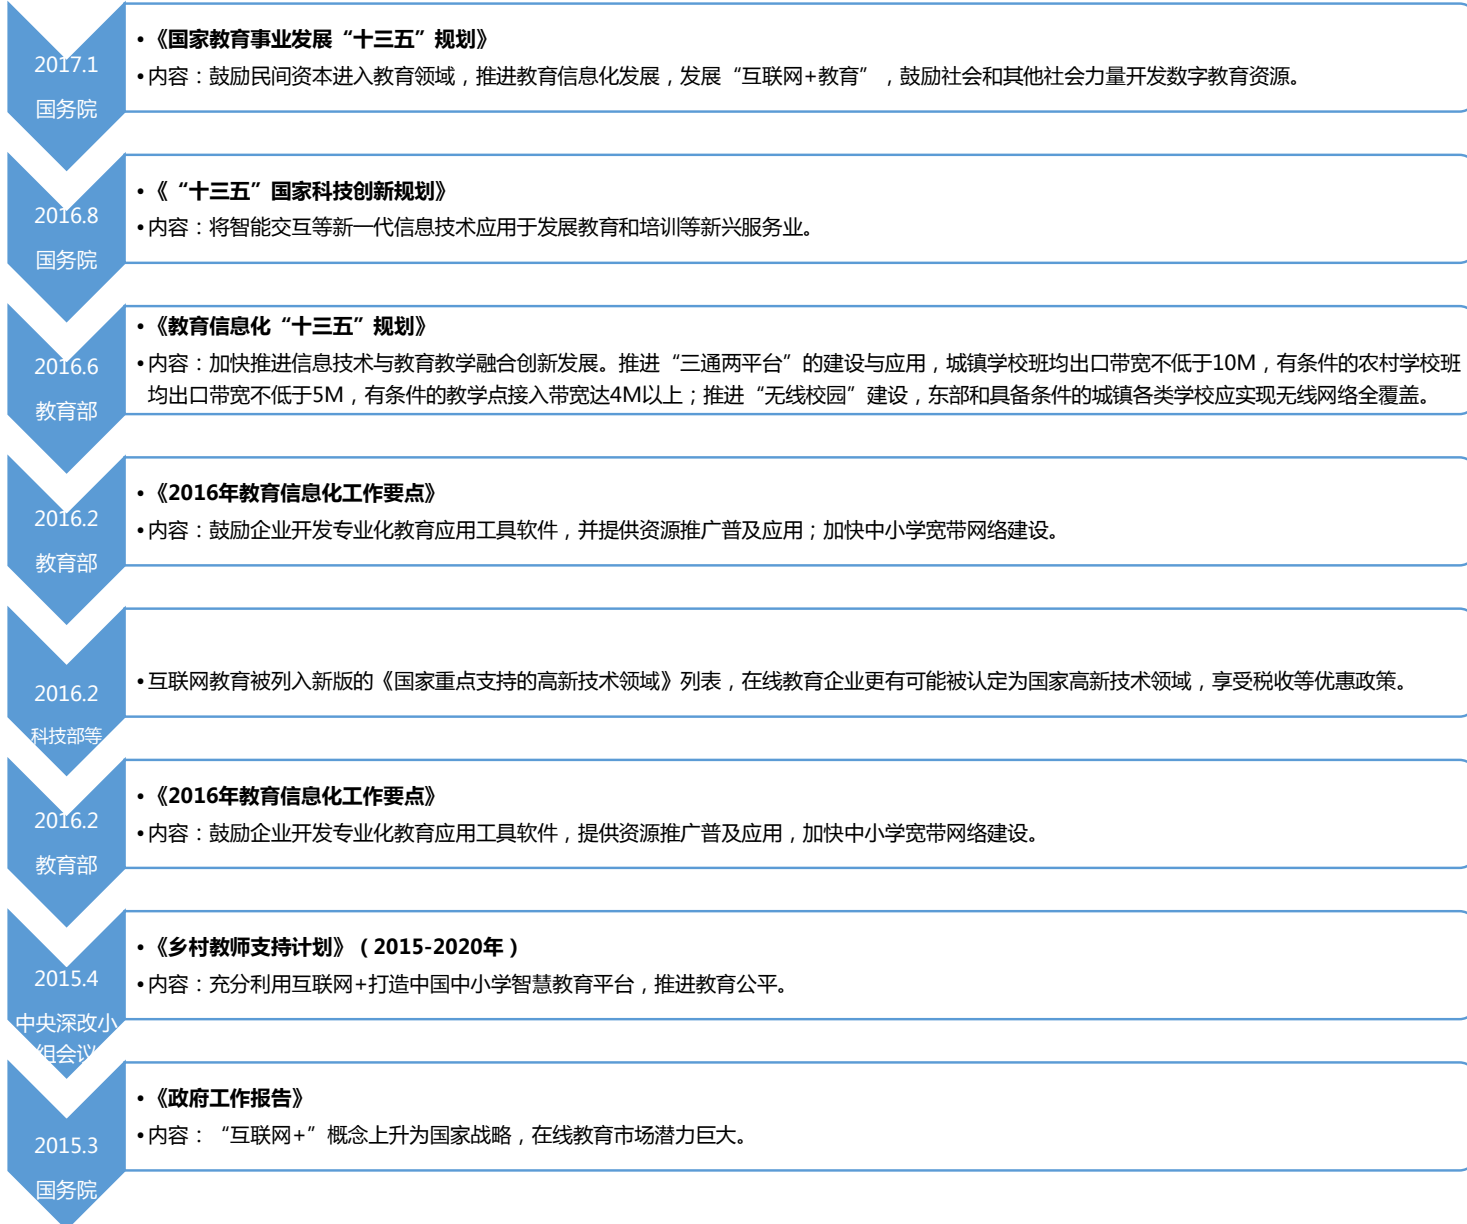 2017.1
国务院
•《国家教育事业发展“十三五”规划》
•内容：鼓励民间资本进入教育领域，推进教育信息化发展，发展“互联网+教育”，鼓励社会和其他社会力量开发数字教育资源。
2016.8
国务院
•《“十三五”国家科技创新规划》
•内容：将智能交互等新一代信息技术应用于发展教育和培训等新兴服务业。
2016.6
教育部
•《教育信息化“十三五”规划》
•内容：加快推进信息技术与教育教学融合创新发展。推进“三通两平台”的建设与应用，城镇学校班均出口带宽不低于10M，有条件的农村学校班
均出口带宽不低于5M，有条件的教学点接入带宽达4M以上；推进“无线校园”建设，东部和具备条件的城镇各类学校应实现无线网络全覆盖。
2016.2
教育部
•《2016年教育信息化工作要点》
•内容：鼓励企业开发专业化教育应用工具软件，并提供资源推广普及应用；加快中小学宽带网络建设。
2016.2
科技部等
•互联网教育被列入新版的《国家重点支持的高新技术领域》列表，在线教育企业更有可能被认定为国家高新技术领域，享受税收等优惠政策。
2016.2
教育部
•《2016年教育信息化工作要点》
•内容：鼓励企业开发专业化教育应用工具软件，提供资源推广普及应用，加快中小学宽带网络建设。
2015.4
中央深改小
组会议
•《乡村教师支持计划》（2015-2020年）
•内容：充分利用互联网+打造中国中小学智慧教育平台，推进教育公平。
2015.3
国务院
•《政府工作报告》
•内容：“互联网+”概念上升为国家战略，在线教育市场潜力巨大。